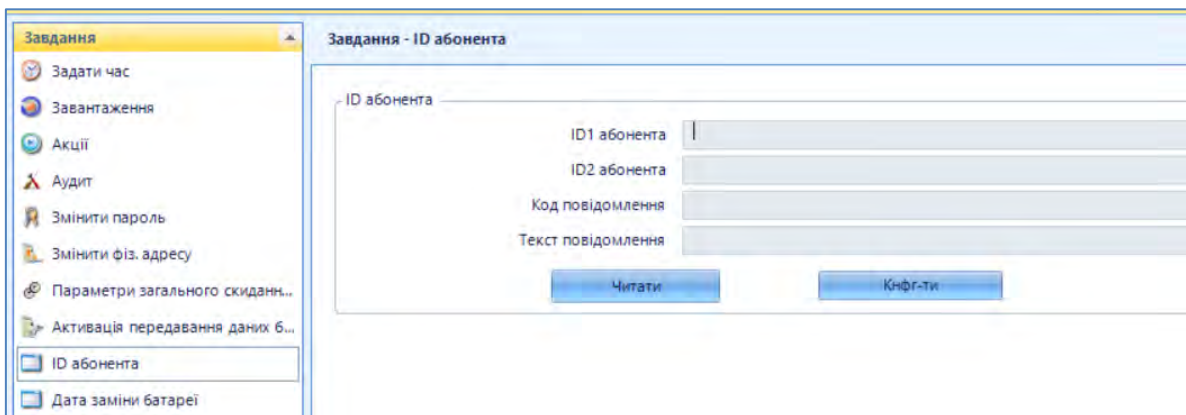 Завдання
Задати час
Завантаження
Акції
Аудит
Змінити пароль
Змінити фіз. адресу
Параметри загального скиданн...
Активація передавання даних б...
ID абонента
Дата заміни батареї
Завдання - ID абонента
ID абонента
ID1 абонента
ID2 абонента
Код повідомлення
Текст повідомлення
Читати
Кнфг-ти